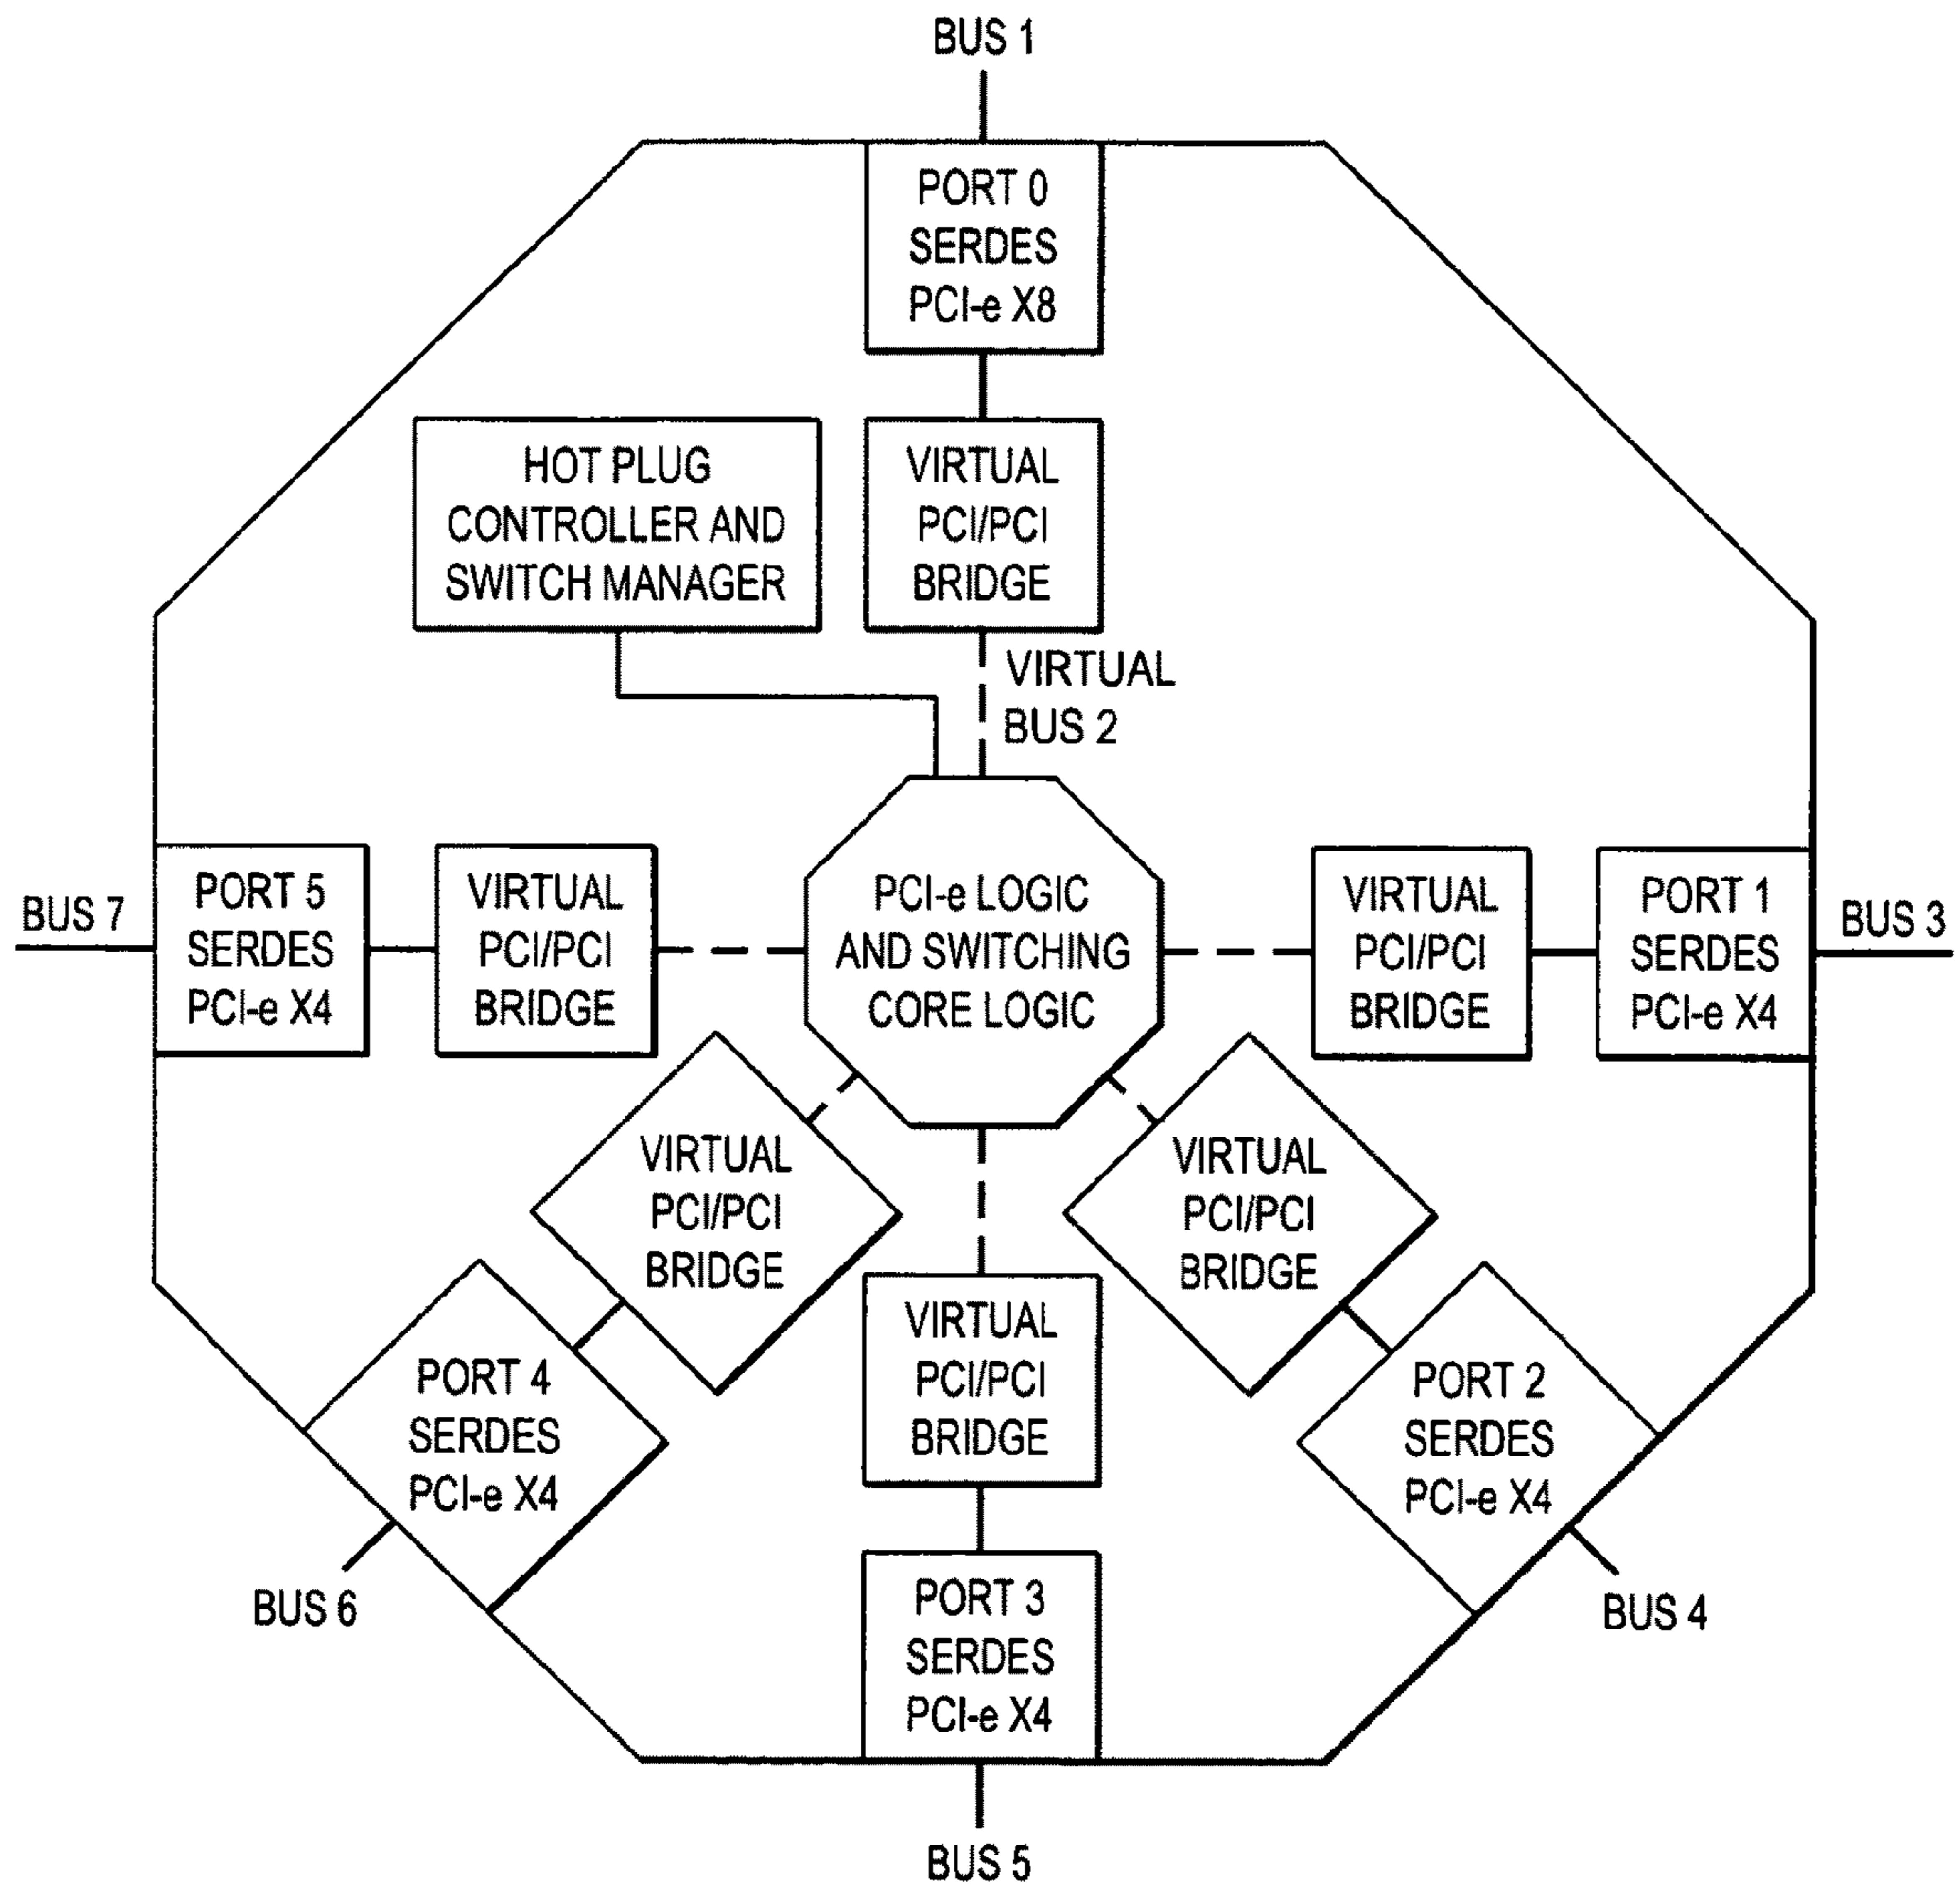 BUS 1
PORT 0
SERDES
PCI-e X8
HOT PLUG
CONTROLLER AND
SWITCH MANAGER
VIRTUAL
PCI/PCI
BRIDGE
VIRTUAL
BUS 2
BUS 7
PORT 5
SERDES
PCI-e X4
VIRTUAL
PCI/PCI
BRIDGE
PCI-e LOGIC
AND SWITCHING
CORE LOGIC
VIRTUAL
PCI/PCI
BRIDGE
PORT 1
SERDES
PCI-e X4
BUS 3
VIRTUAL
PCI/PCI
BRIDGE
VIRTUAL
PCI/PCI
BRIDGE
VIRTUAL
PCI/PCI
BRIDGE
PORT 4
SERDES
PCI-e X4
PORT 2
SERDES
PCI-e X4
BUS 6
PORT 3
SERDES
PCI-e X4
BUS 4
BUS 5